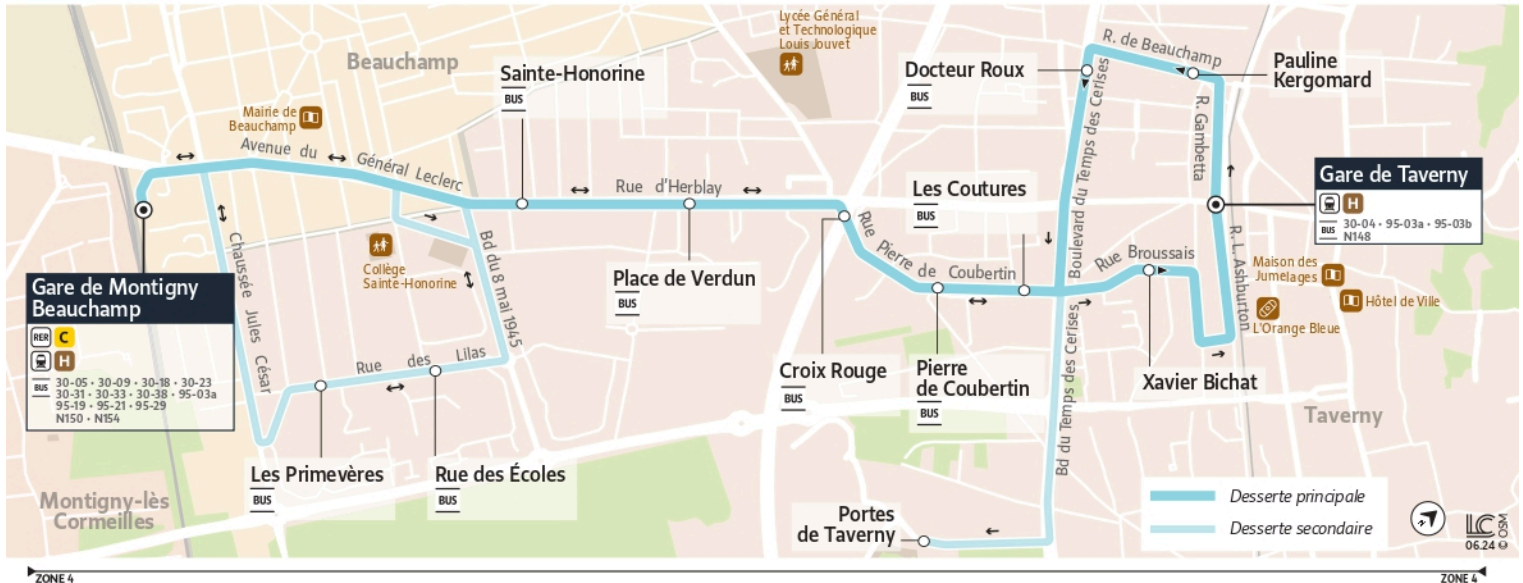 Beauchamp
Mairie de
Beauchamp
Avenue du Général Leclerc
Sainte-Honorine
BUS
Lycée Général
et Technologique
Louis Jouvet
Docteur Roux
BUS
R. de Beauchamp
Pauline
Kergomard
R. Gambetta
Boulevard du Temps des Cerises
Gare de Taverny
H
BUS 30-04 • 95-03a • 95-03b
N148
Les Coutures
BUS
Rue d'Herblay
Rue Pierre de Coubertin
Rue Broussais
R. L. Ashburton
Maison des
Jumelages
Hôtel de Ville
L'Orange Bleue
Gare de Montigny
Beauchamp
RER C
H
BUS 30-05 • 30-09 • 30-18 • 30-23
30-31 • 30-33 • 30-38 • 95-03a
95-19 • 95-21 • 95-29
N150 • N154
Chaussée Jules César
Collège
Sainte-Honorine
Bd du 8 mai 1945
Place de Verdun
BUS
Rue des Lilas
Croix Rouge
BUS
Pierre
de Coubertin
BUS
Xavier Bichat
Bd du Temps des Cerises
Taverny
Les Primevères
BUS
Rue des Écoles
BUS
Montigny-lès
Cormeilles
Portes
de Taverny
Desserte principale
Desserte secondaire
LC
06.24 © OSM
ZONE 4
ZONE 4